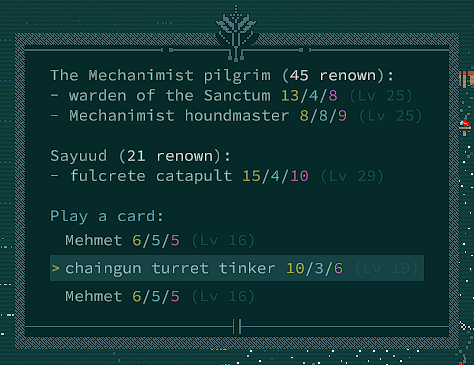 The Mechanimist pilgrim (45 renown):
- warden of the Sanctum 13/4/8 (Lv 25)
- Mechanimist houndmaster 8/8/9 (Lv 25)
Sayuud (21 renown):
- fulcrete catapult 15/4/10 (Lv 29)
Play a card:
Mehmet 6/5/5 (Lv 16)
> chaingun turret tinker 10/3/6 (Lv 19)
Mehmet 6/5/5 (Lv 16)